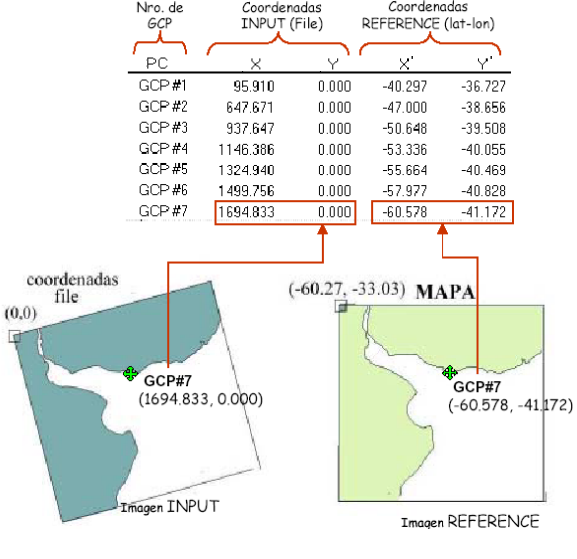 Nro. de GCP
Coordenadas INPUT (File)
Coordenadas REFERENCE (lat-lon)
PC X Y X' Y'
GCP #1 95.910 0.000 -40.297 -36.727
GCP #2 647.671 0.000 -47.000 -38.656
GCP #3 937.647 0.000 -50.648 -39.508
GCP #4 1146.386 0.000 -53.336 -40.055
GCP #5 1324.940 0.000 -55.664 -40.469
GCP #6 1499.756 0.000 -57.977 -40.828
GCP #7 1694.833 0.000 -60.578 -41.172
coordenadas
file
(0,0)
GCP#7
(1694.833, 0.000)
Imagen INPUT
(-60.27, -33.03) MAPA
GCP#7
(-60.578, -41.172)
Imagen REFERENCE